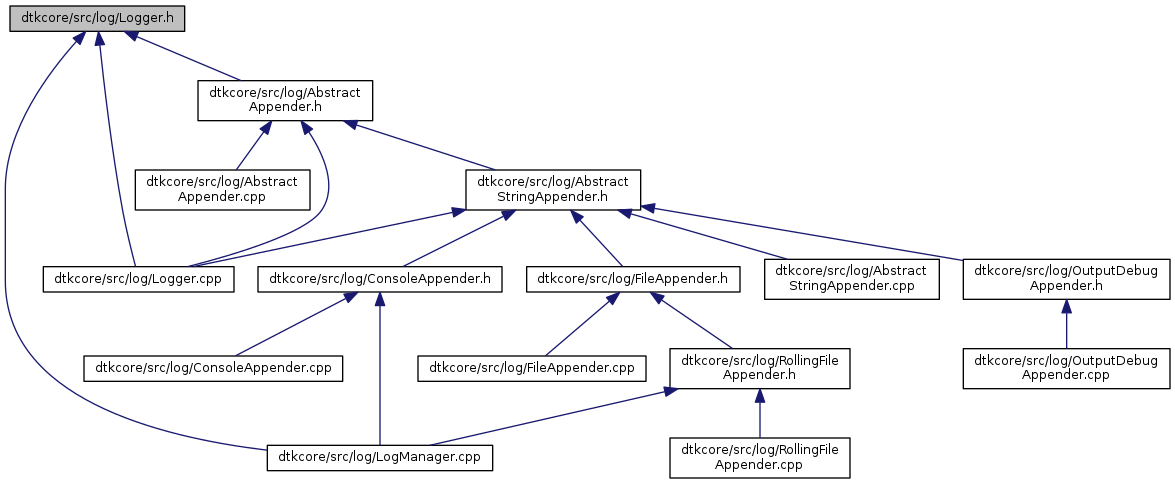 dtkcore/src/log/Logger.h
dtkcore/src/log/Abstract
Appender.h
dtkcore/src/log/Abstract
Appender.cpp
dtkcore/src/log/Abstract
StringAppender.h
dtkcore/src/log/Logger.cpp
dtkcore/src/log/ConsoleAppender.h
dtkcore/src/log/FileAppender.h
dtkcore/src/log/Abstract
StringAppender.cpp
dtkcore/src/log/OutputDebug
Appender.h
dtkcore/src/log/ConsoleAppender.cpp
dtkcore/src/log/FileAppender.cpp
dtkcore/src/log/RollingFile
Appender.h
dtkcore/src/log/OutputDebug
Appender.cpp
dtkcore/src/log/LogManager.cpp
dtkcore/src/log/RollingFile
Appender.cpp